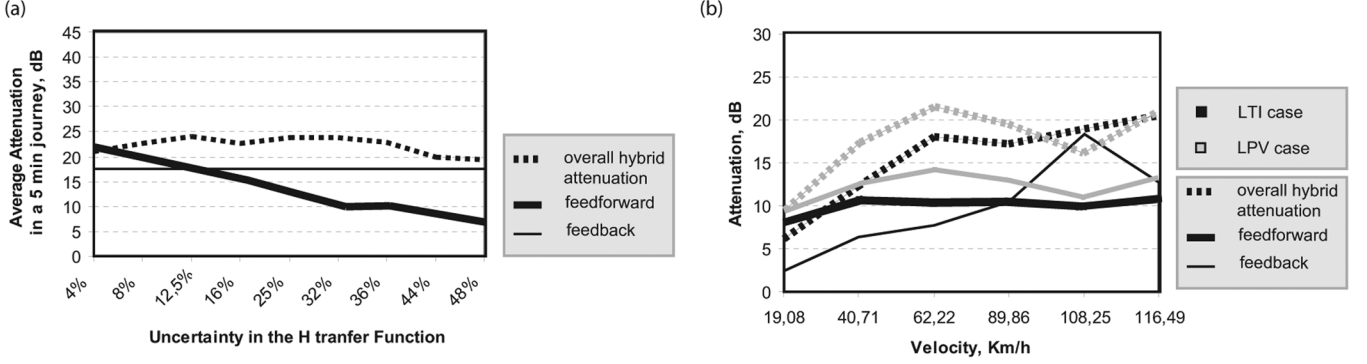 (a)
45
40
35
30
25
20
15
10
5
0
Average Attenuation
in a 5 min journey, dB
4%
8%
12,5%
16%
25%
32%
36%
44%
48%
Uncertainty in the H tranfer Function
overall hybrid
attenuation
feedforward
feedback
(b)
30
25
20
15
10
5
0
Attenuation, dB
19,08
40,71
62,22
89,86
108,25
116,49
Velocity, Km/h
LTI case
LPV case
overall hybrid
attenuation
feedforward
feedback